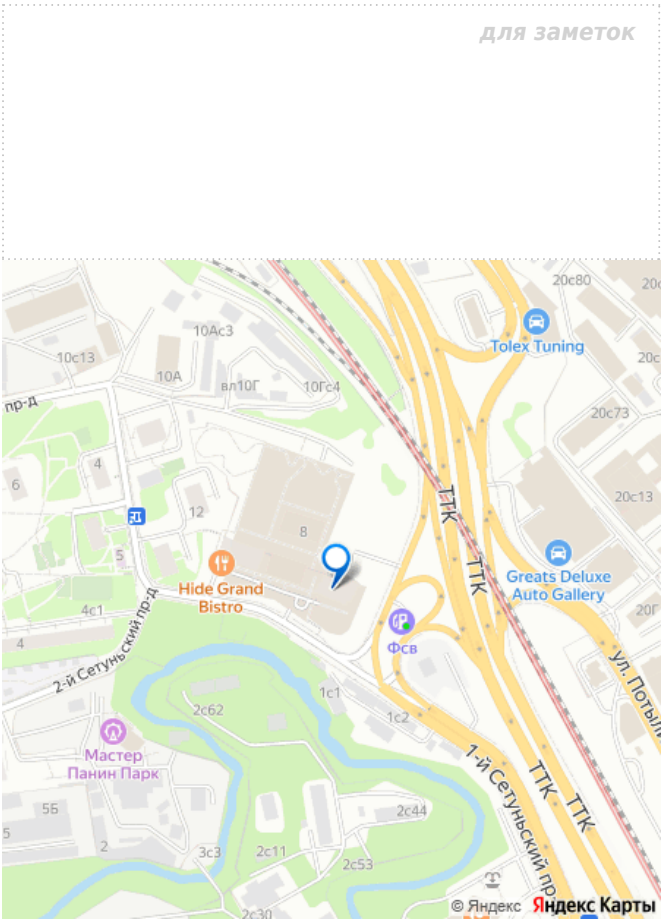 для заметок
20с80
20с
Tolex Tuning
10Ас3
10с13
10А
вл10Г
10Гс4
20с
пр-д
20с73
4
6
12
ТТК
20с13
8
ТТК
5
Hide Grand
Bistro
Greats Deluxe
Auto Gallery
4с1
20Г
Фсв
4
2-й Сетуньский пр-д
ул. Потыли
1с1
2с62
1с2
Мастер
Панин Парк
1-й Сетуньский пр
ТТК
ТТК
5Б
2с44
5
2
3с3
2с11
2с53
2с30
© Яндекс Яндекс Карты